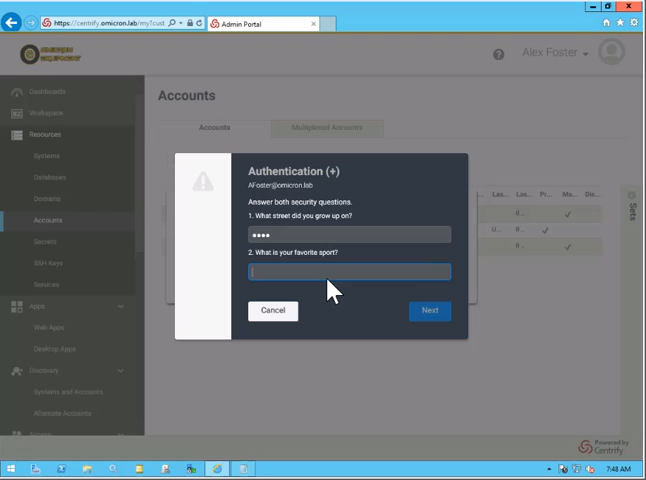 https://centrify.omicron.lab/my?cust
Admin Portal
OMICRON
EQUIPMENT
Alex Foster
Dashboards
Workspace
Resources
Systems
Databases
Domains
Accounts
Secrets
SSH Keys
Services
Apps
Web Apps
Desktop Apps
Discovery
Systems and Accounts
Alternate Accounts
Accounts
Accounts
Multiplexed Accounts
Las... Las... Pr... Ma... Dis...
Sets
Authentication (+)
AFoster@omicron.lab
Answer both security questions.
1. What street did you grow up on?
••••
2. What is your favorite sport?
Cancel
Next
Powered by
Centrify
7:48 AM